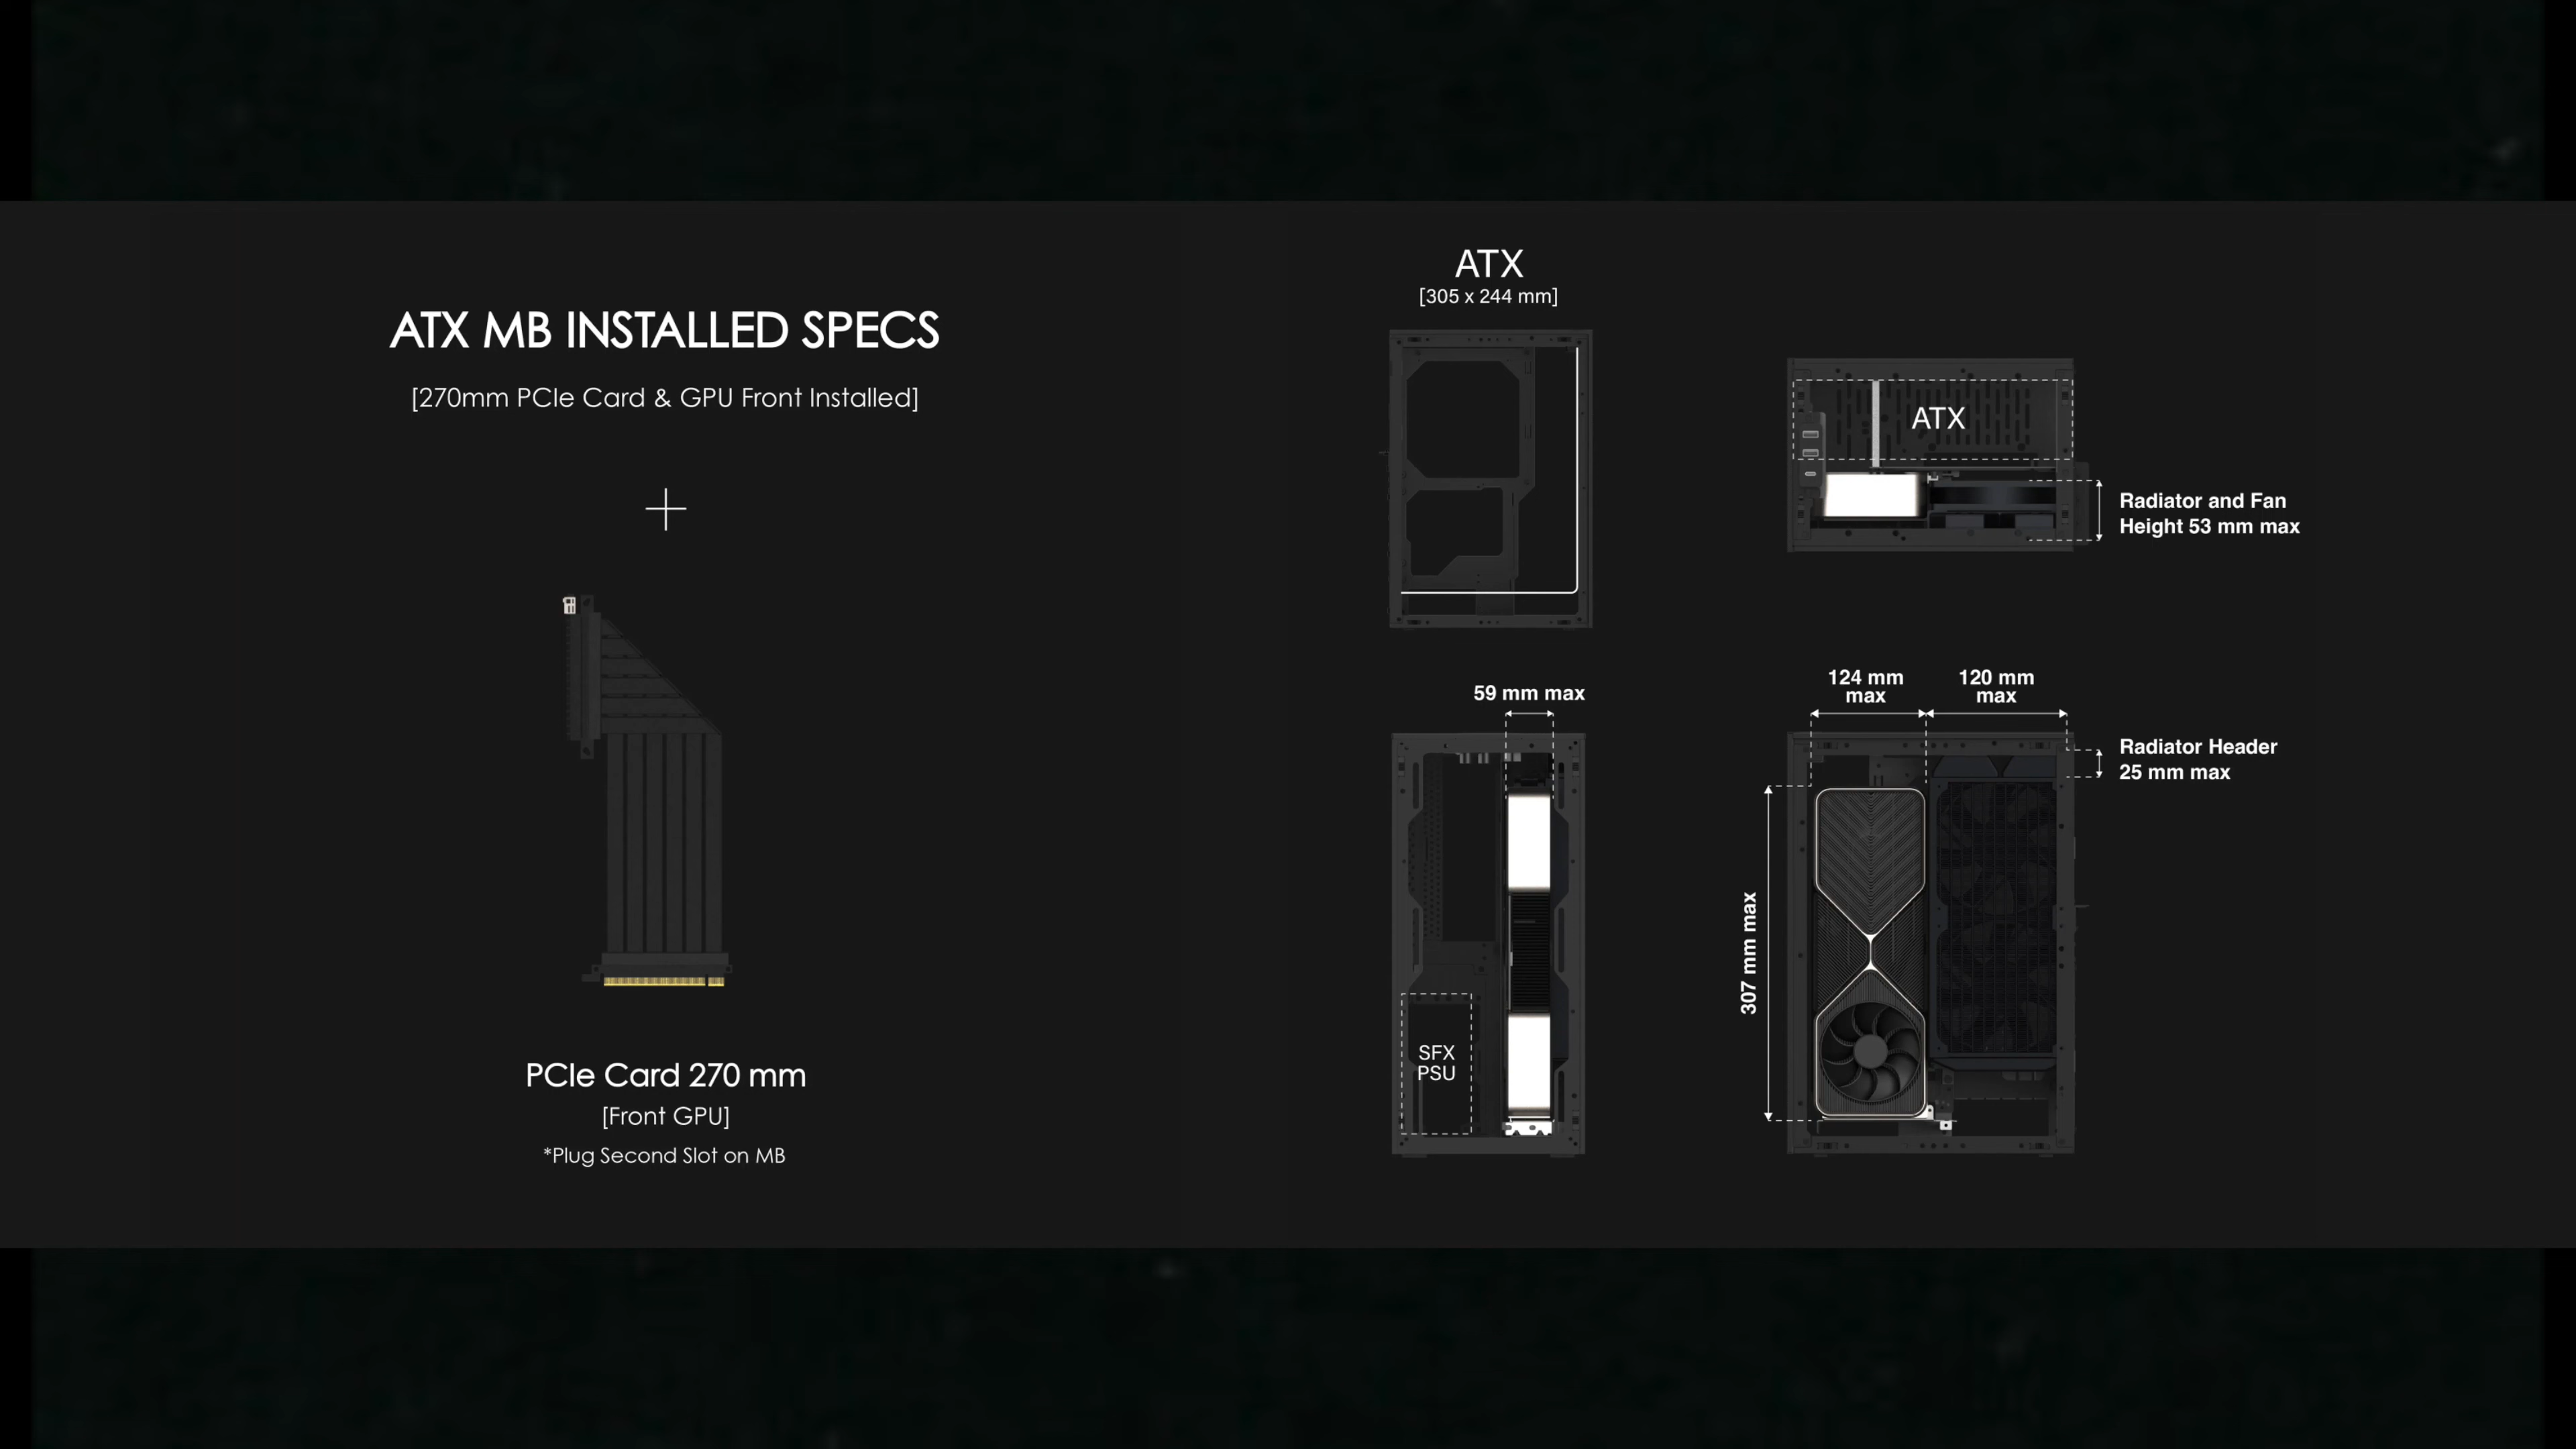 ATX MB INSTALLED SPECS
[270mm PCIe Card & GPU Front Installed]
PCIe Card 270 mm
[Front GPU]
*Plug Second Slot on MB
ATX
[305 x 244 mm]
ATX
Radiator and Fan
Height 53 mm max
59 mm max
SFX
PSU
124 mm
max
120 mm
max
Radiator Header
25 mm max
307 mm max